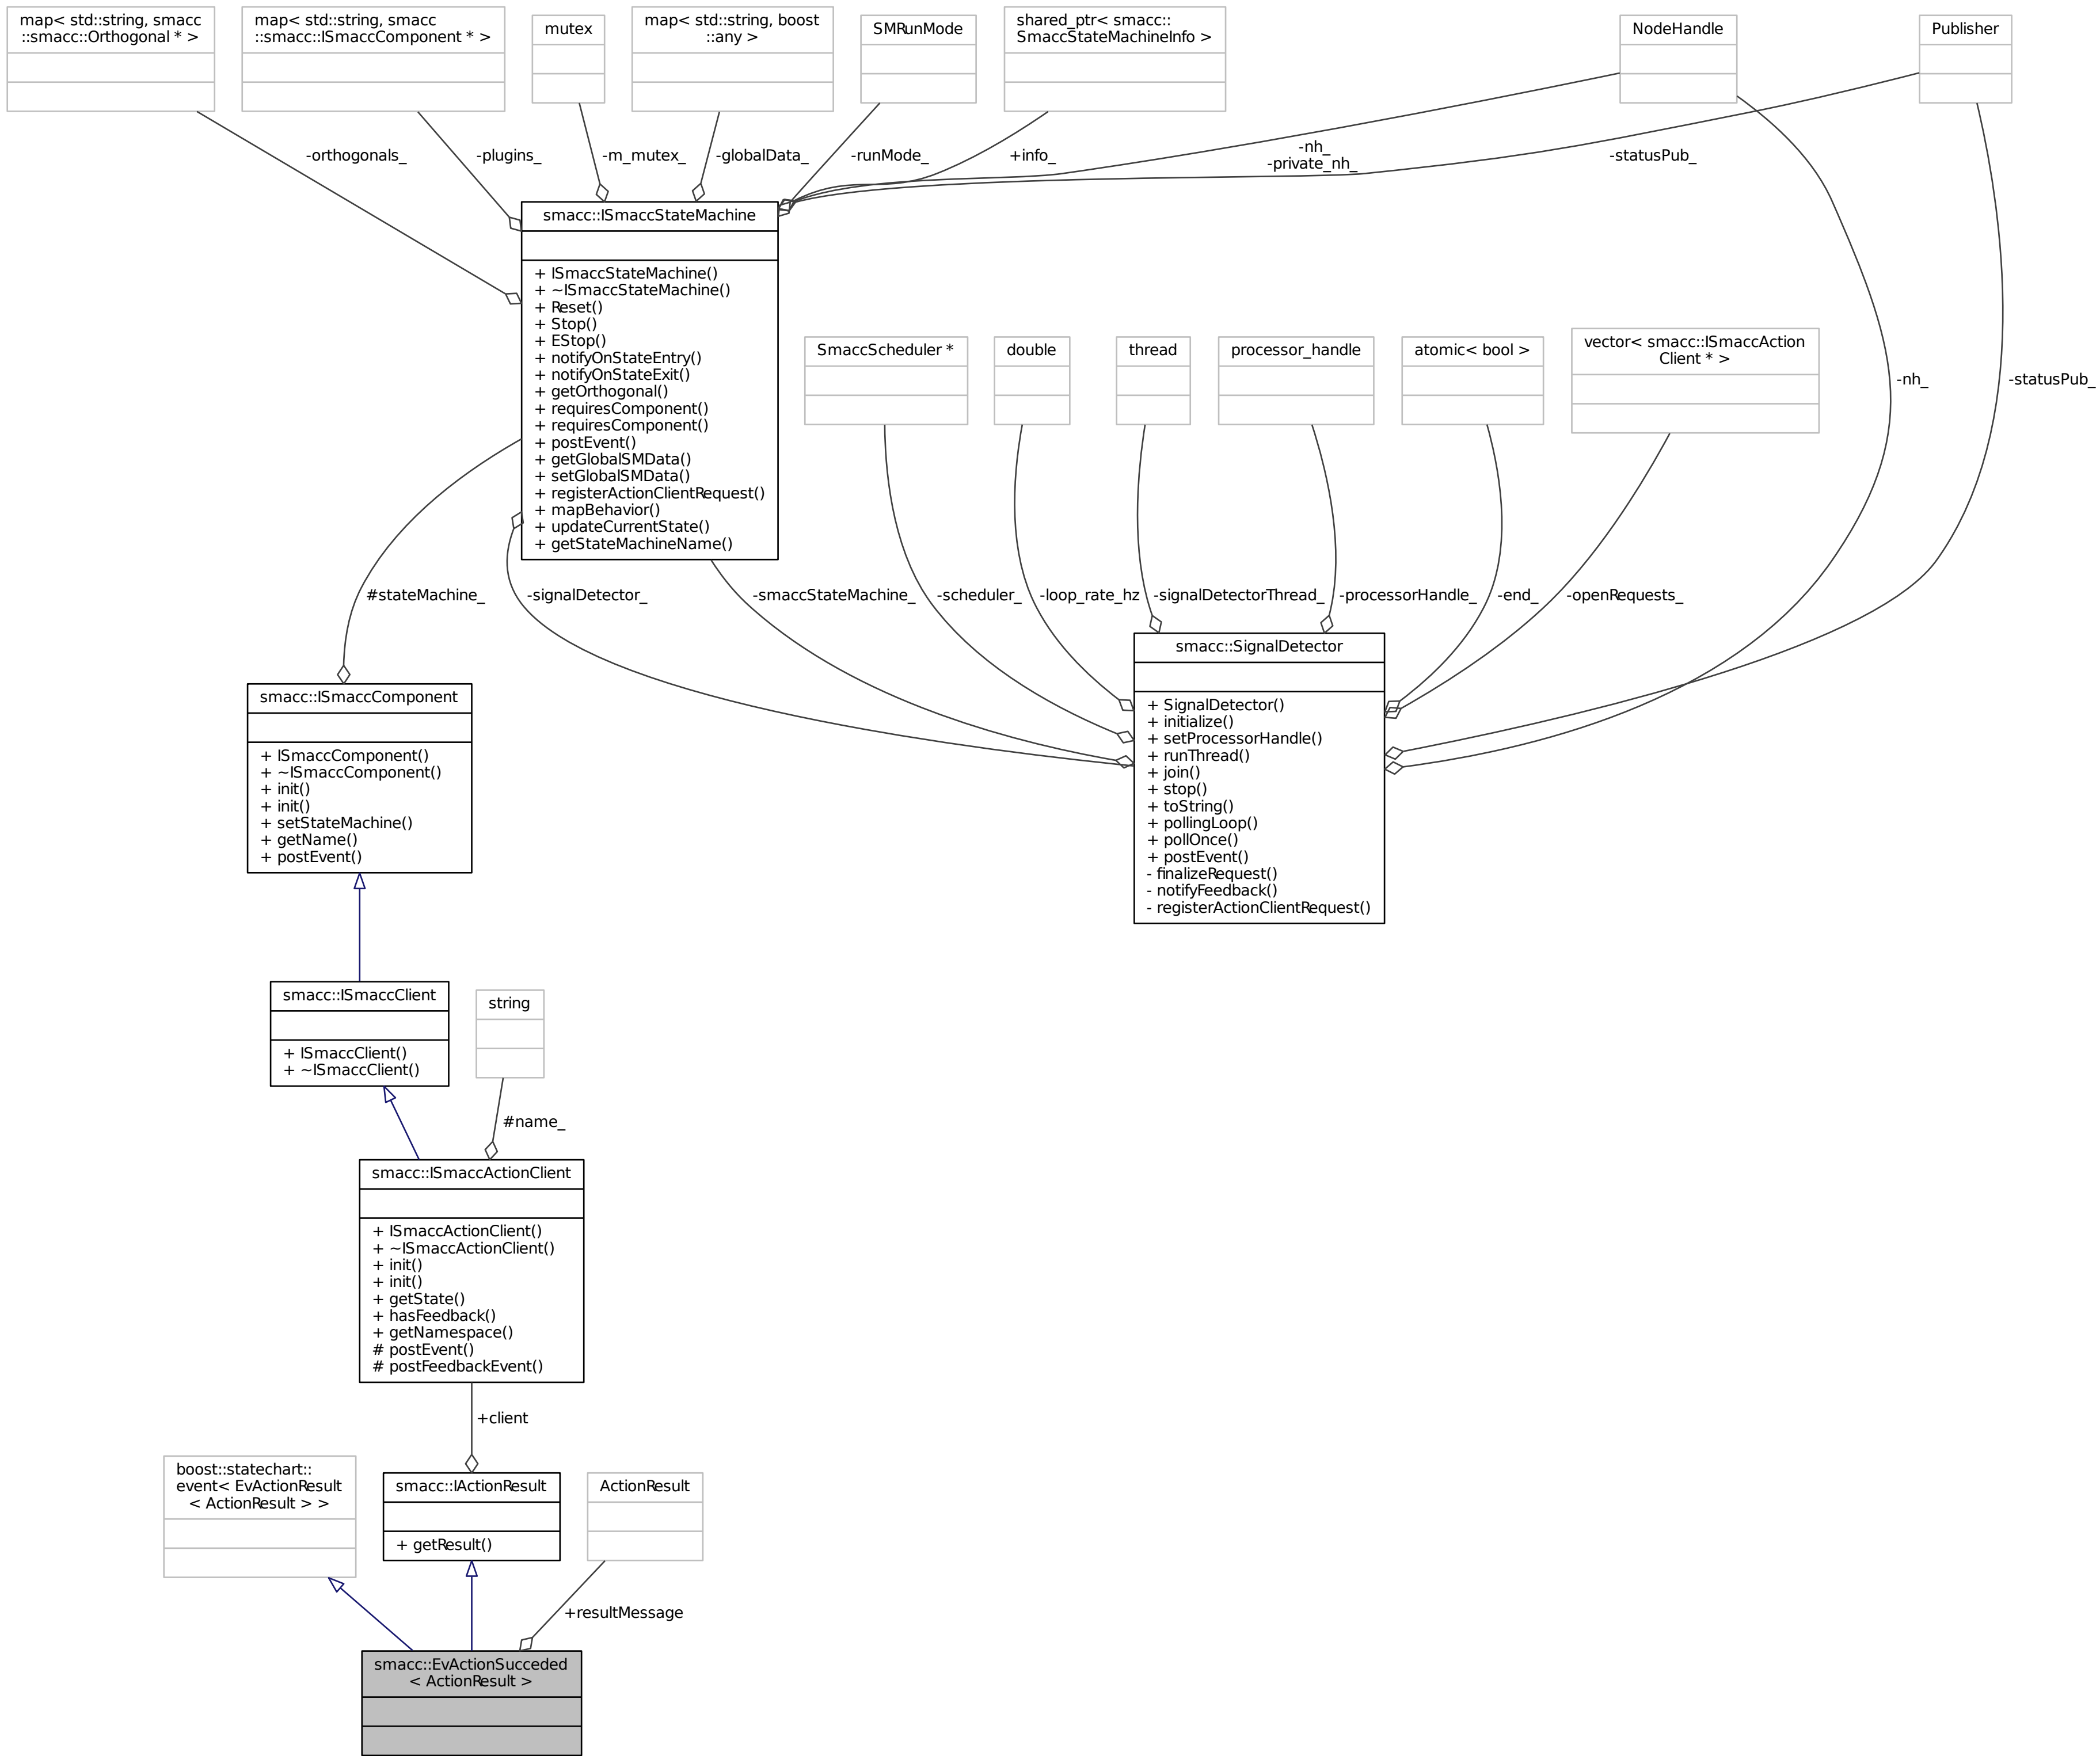 map< std::string, smacc
::smacc::Orthogonal * >
map< std::string, smacc
::smacc::ISmaccComponent * >
mutex
map< std::string, boost
::any >
SMRunMode
shared_ptr< smacc::
SmaccStateMachineInfo >
NodeHandle
Publisher
-orthogonals_
-plugins_
-m_mutex_
-globalData_
-runMode_
+info_
-nh_
-private_nh_
-statusPub_
smacc::ISmaccStateMachine
+ ISmaccStateMachine()
+ ~ISmaccStateMachine()
+ Reset()
+ Stop()
+ EStop()
+ notifyOnStateEntry()
+ notifyOnStateExit()
+ getOrthogonal()
+ requiresComponent()
+ requiresComponent()
+ postEvent()
+ getGlobalSMData()
+ setGlobalSMData()
+ registerActionClientRequest()
+ mapBehavior()
+ updateCurrentState()
+ getStateMachineName()
SmaccScheduler *
double
thread
processor_handle
atomic< bool >
vector< smacc::ISmaccAction
Client * >
-nh_
-statusPub_
#stateMachine_
-signalDetector_
-smaccStateMachine_
-scheduler_
-loop_rate_hz
-signalDetectorThread_
-processorHandle_
-end_
-openRequests_
smacc::SignalDetector
+ SignalDetector()
+ initialize()
+ setProcessorHandle()
+ runThread()
+ join()
+ stop()
+ toString()
+ pollingLoop()
+ pollOnce()
+ postEvent()
- finalizeRequest()
- notifyFeedback()
- registerActionClientRequest()
smacc::ISmaccComponent
+ ISmaccComponent()
+ ~ISmaccComponent()
+ init()
+ init()
+ setStateMachine()
+ getName()
+ postEvent()
smacc::ISmaccClient
+ ISmaccClient()
+ ~ISmaccClient()
string
#name_
smacc::ISmaccActionClient
+ ISmaccActionClient()
+ ~ISmaccActionClient()
+ init()
+ init()
+ getState()
+ hasFeedback()
+ getNamespace()
# postEvent()
# postFeedbackEvent()
+client
boost::statechart::
event< EvActionResult
< ActionResult > >
smacc::IActionResult
+ getResult()
ActionResult
+resultMessage
smacc::EvActionSucceded
< ActionResult >